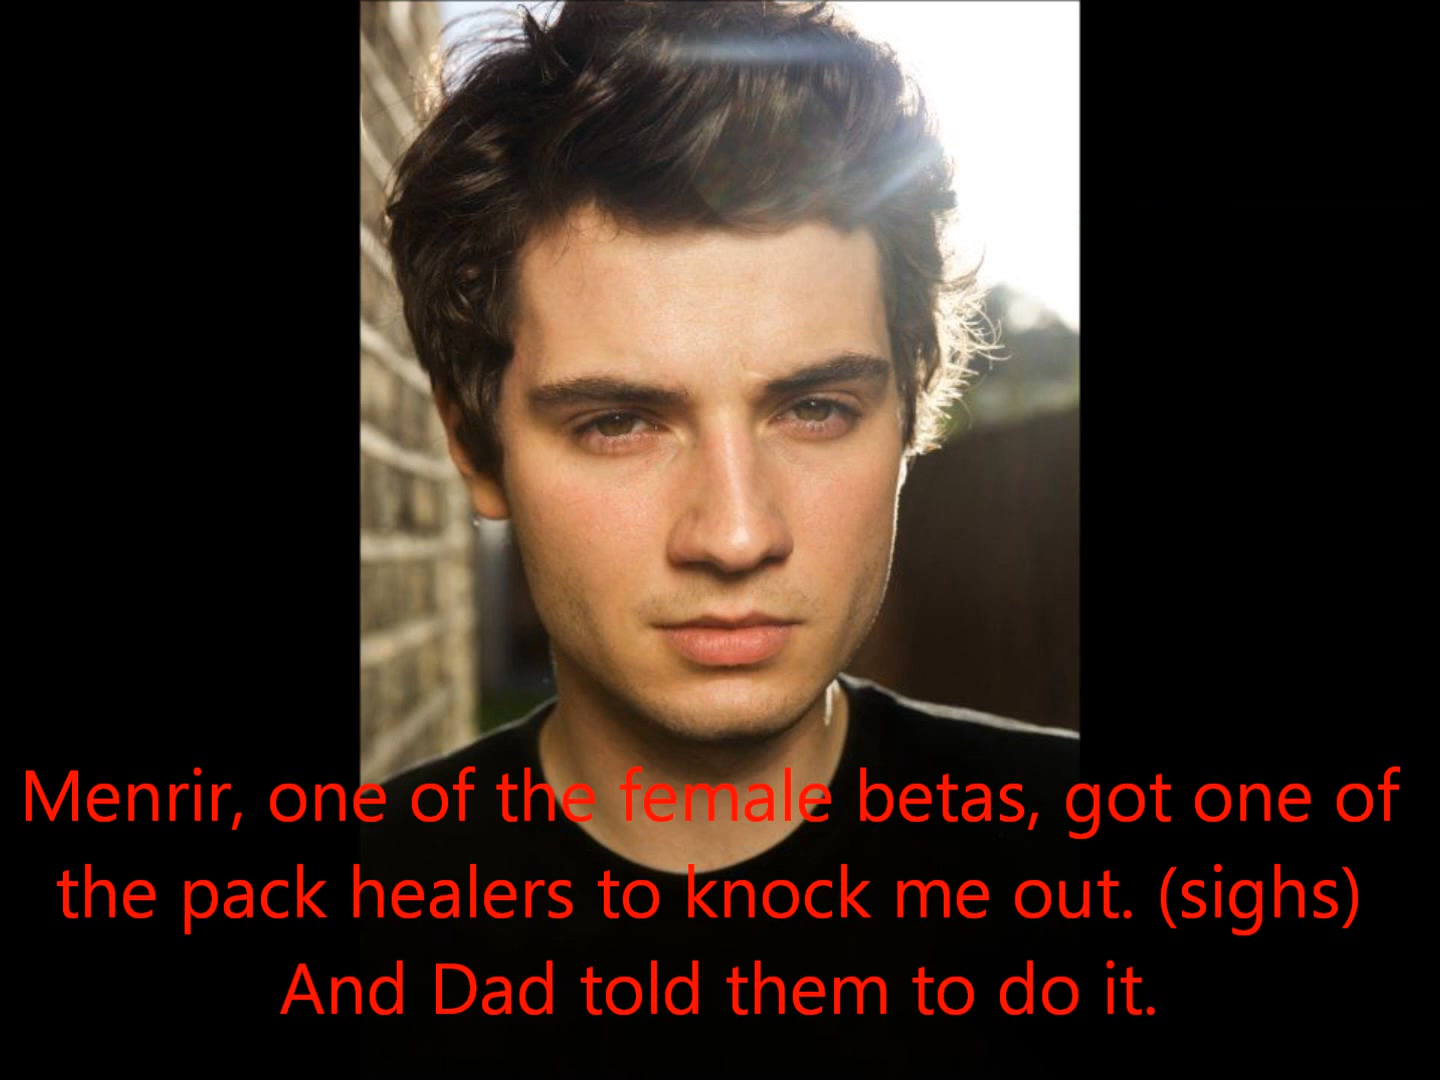 Menrir, one of the female betas, got one of
the pack healers to knock me out. (sighs)
And Dad told them to do it.